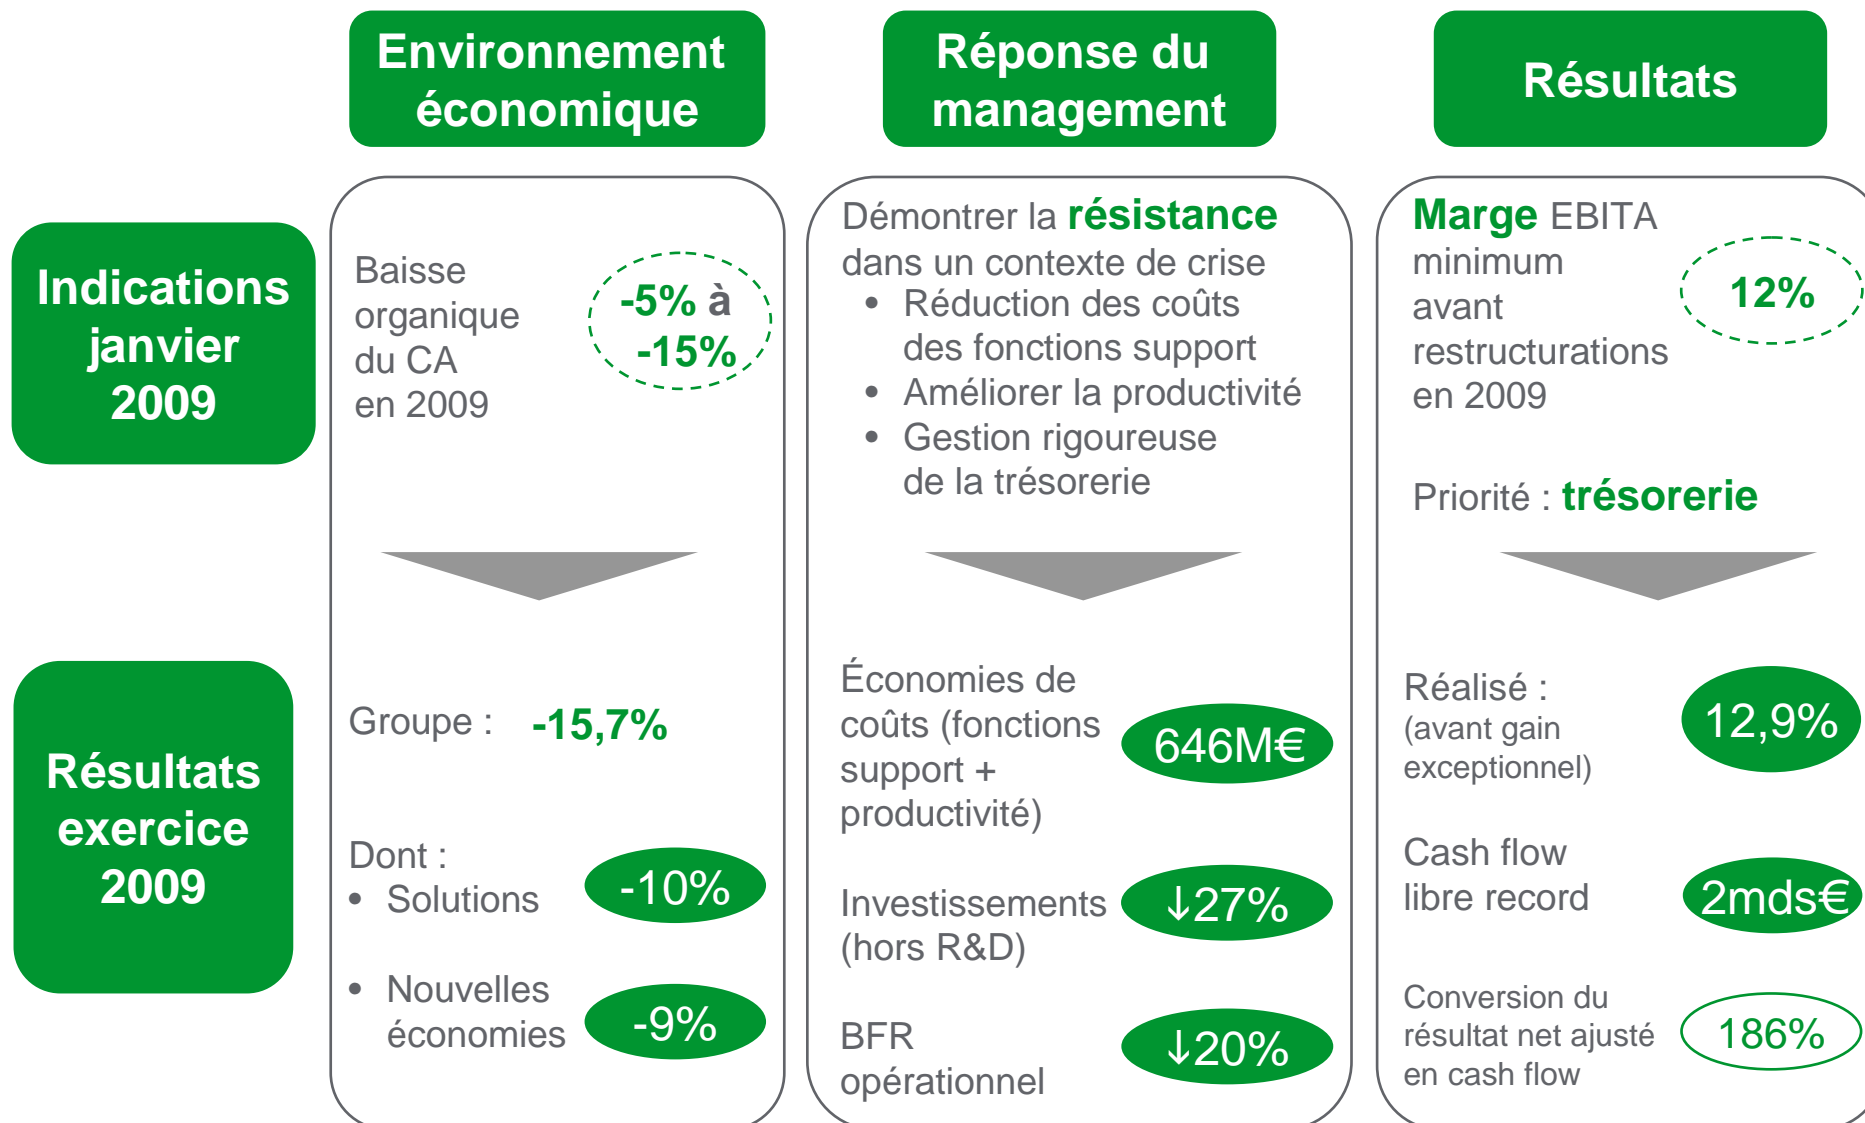 Environnement
économique
Réponse du
management
Résultats
Indications
janvier
2009
Baisse
organique
du CA
en 2009
-5% à
-15%
Démontrer la résistance
dans un contexte de crise
• Réduction des coûts
des fonctions support
• Améliorer la productivité
• Gestion rigoureuse
de la trésorerie
Marge EBITA
minimum
avant
restructurations
en 2009
12%
Priorité : trésorerie
Résultats
exercice
2009
Groupe : -15,7%
Dont :
• Solutions
-10%
• Nouvelles
économies
-9%
Économies de
coûts (fonctions
support +
productivité)
646M€
Investissements
(hors R&D)
↓27%
BFR
opérationnel
↓20%
Réalisé :
(avant gain
exceptionnel)
12,9%
Cash flow
libre record
2mds€
Conversion du
résultat net ajusté
en cash flow
186%